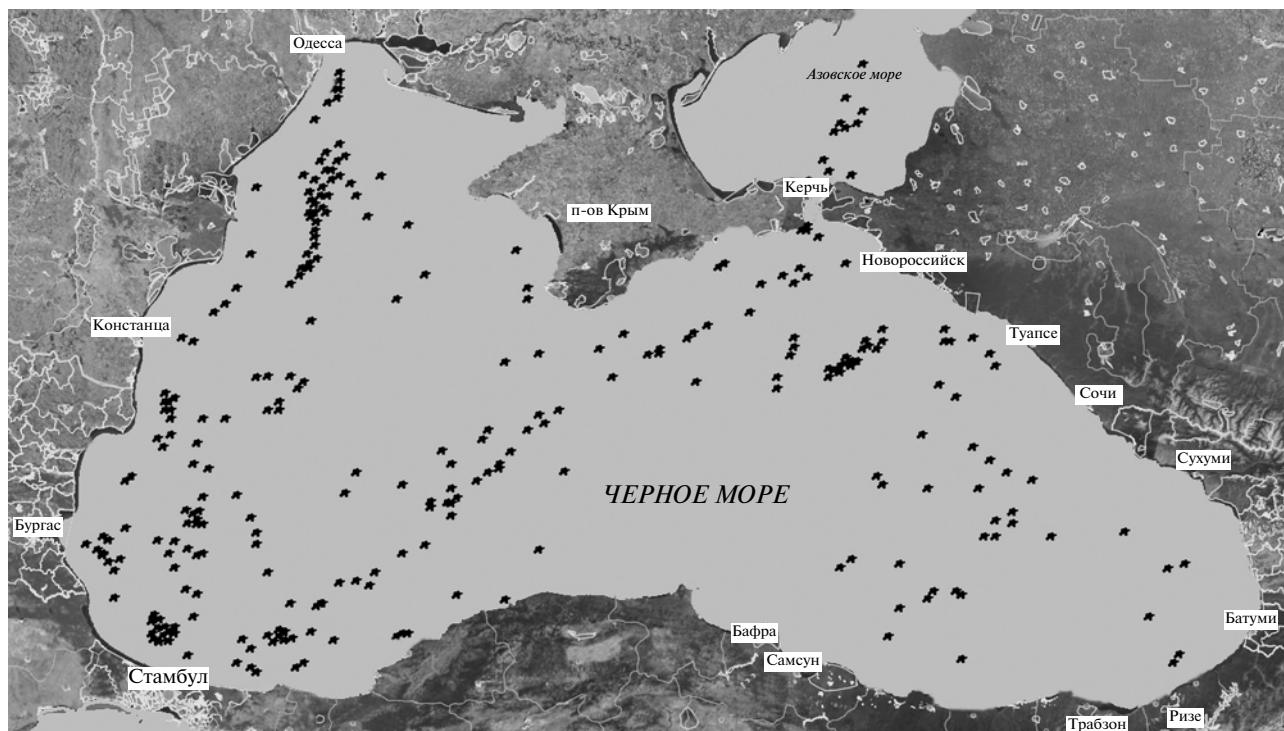 Одесса
Азовское море
Керчь
п-ов Крым
Новороссийск
Констанца
Туапсе
Сочи
Сухуми
ЧЕРНОЕ МОРЕ
Бургас
Батуми
Бафра
Самсун
Стамбул
Ризе
Трабзон